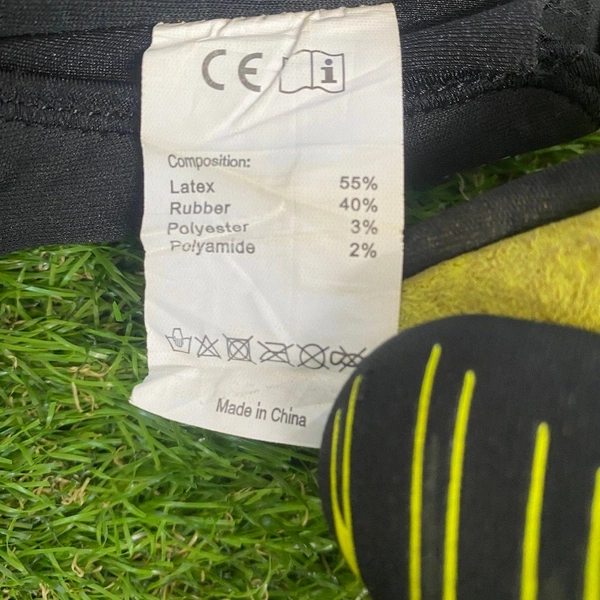 CE i
Composition:
Latex 55%
Rubber 40%
Polyester 3%
Polyamide 2%
Made in China